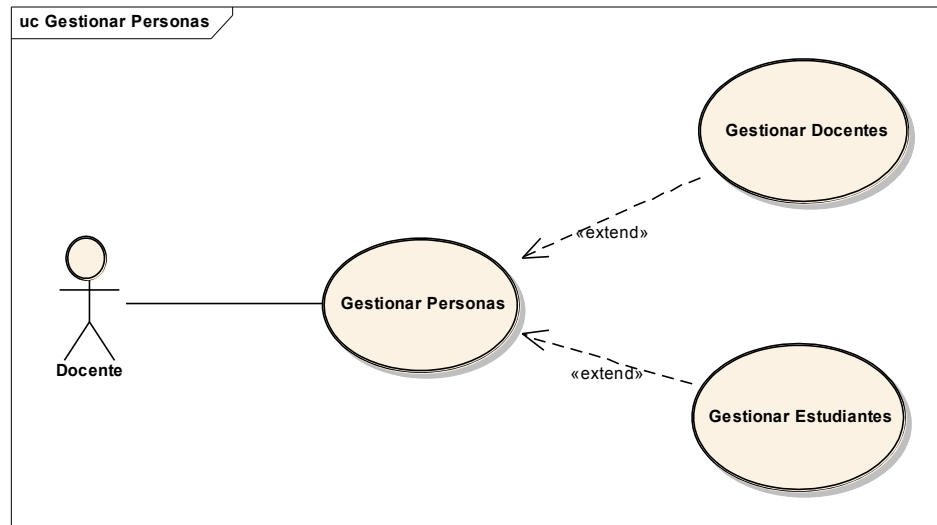 uc Gestionar Personas
Gestionar Docentes
«extend»
Gestionar Personas
Docente
«extend»
Gestionar Estudiantes